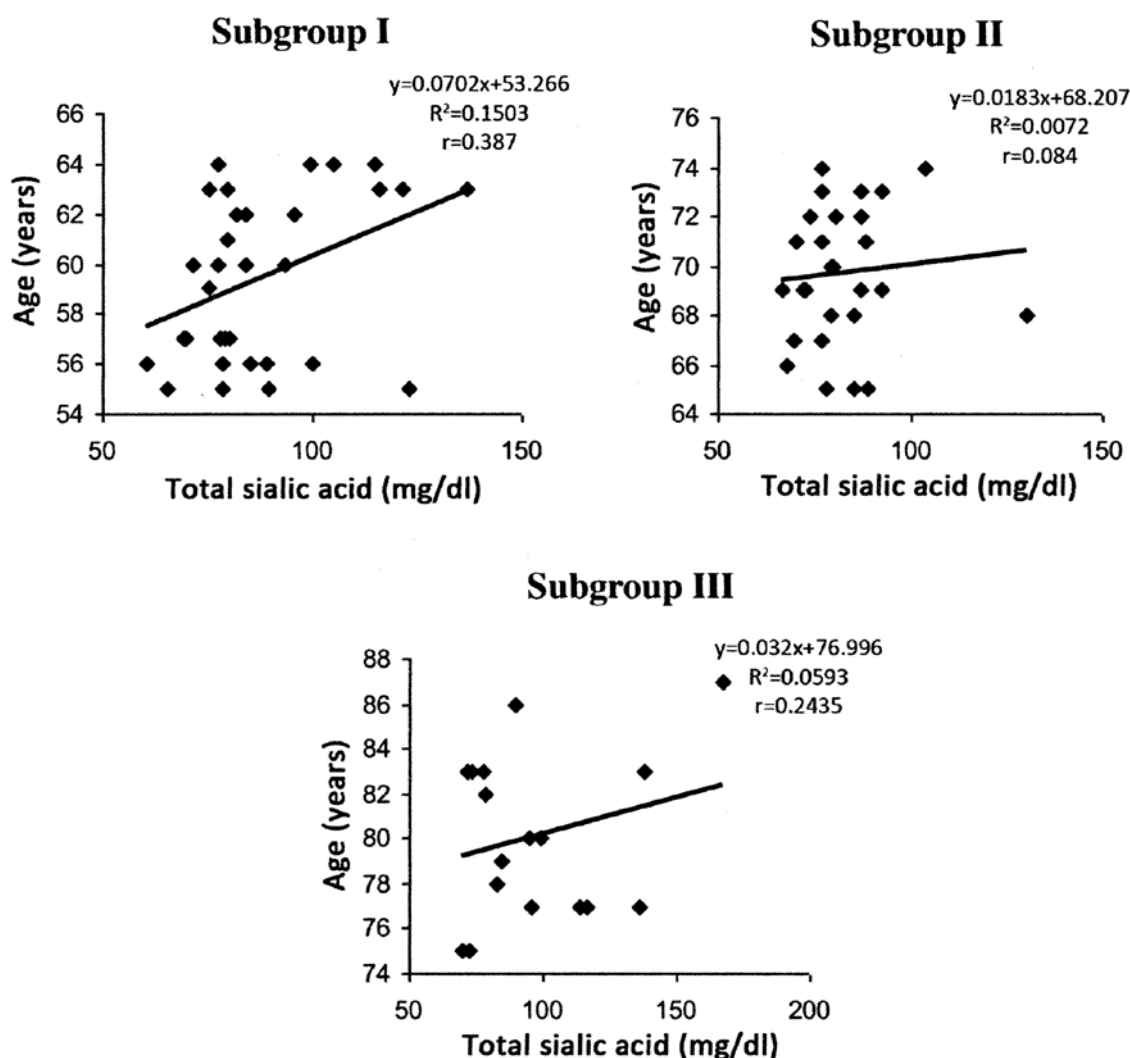 Subgroup I
y=0.0702x+53.266
R²=0.1503
r=0.387
66
64
62
60
58
56
54
Age (years)
50
100
150
Total sialic acid (mg/dl)
Subgroup II
y=0.0183x+68.207
R²=0.0072
r=0.084
76
74
72
70
68
66
64
Age (years)
50
100
150
Total sialic acid (mg/dl)
Subgroup III
y=0.032x+76.996
R²=0.0593
r=0.2435
88
86
84
82
80
78
76
74
Age (years)
50
100
150
200
Total sialic acid (mg/dl)